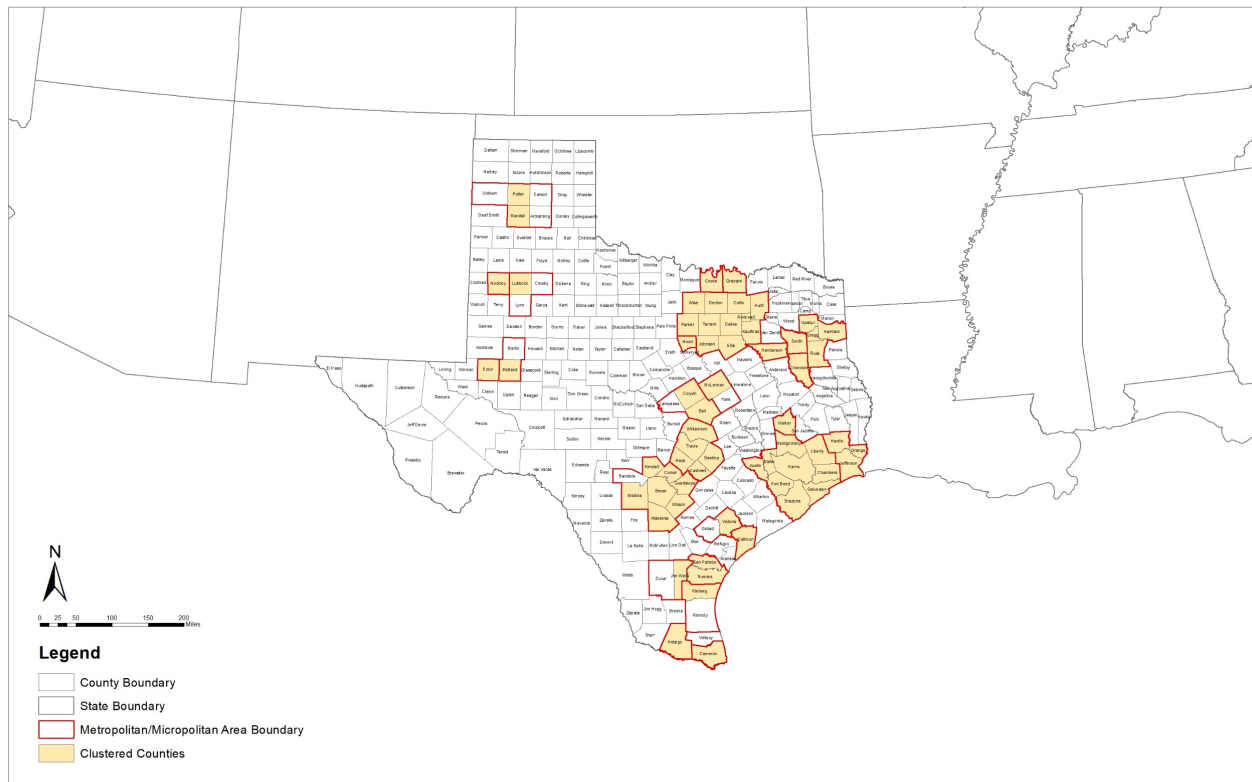 Dallam Sherman Hansford Ochiltree Lipscomb
Hartley Moore Hutchinson Roberts Hemphill
Oldham Potter Carson Gray Wheeler
Deaf Smith Randall Armstrong Donley Collingsworth
Parmer Castro Swisher Briscoe Hall Childress
Hardeman
Bailey Lamb Hale Floyd Motley Cottle Foard Wilbarger Wichita
Clay Montague Cooke Grayson Fannin Lamar Red River Bowie
Cochran Hockley Lubbock Crosby Dickens King Knox Baylor Archer
Delta Titus Morris Cass
Wise Denton Collin Hunt Hopkins Camp
Yoakum Terry Lynn Garza Kent Stonewall Haskell Throckmorton Young Jack
Rockwall Rains Wood Upshur Marion
Gaines Dawson Borden Scurry Fisher Jones Shackelford Stephens Palo Pinto Parker Tarrant Dallas Kaufman Van Zandt Gregg Harrison
Andrews Martin Howard Mitchell Nolan Taylor Callahan Eastland Erath Hood Johnson Ellis Henderson Smith Rusk Panola
El Paso Loving Winkler Ector Midland Glasscock Sterling Coke Runnels Coleman Brown Comanche Bosque Hill Navarro Anderson Cherokee Shelby
Hudspeth Culberson Ward Crane Upton Reagan Irion Tom Green Concho Mills Hamilton McLennan Limestone Freestone
Reeves McCulloch San Saba Lampasas Coryell Falls Leon Houston Angelina
Jeff Davis Pecos Crockett Schleicher Menard Mason Llano Burnet Bell Milam Robertson Madison Trinity Polk Tyler Jasper
Sutton Kimble Gillespie Blanco Williamson Burleson Walker San Jacinto
Presidio Brewster Terrell Val Verde Edwards Kerr Kendall Travis Lee Washington Montgomery Liberty Hardin Orange
Real Bandera Hays Bastrop Austin Harris Jefferson
Comal Caldwell Fayette Colorado Chambers
Kinney Uvalde Medina Bexar Guadalupe Gonzales Lavaca Wharton Fort Bend Galveston
Wilson Brazoria
Maverick Zavala Frio Atascosa Karnes DeWitt Jackson Matagorda
Dimmit La Salle McMullen Live Oak Bee Goliad Victoria Calhoun
Refugio
Aransas
San Patricio
Webb Duval Jim Wells Nueces
Kleberg
Zapata Jim Hogg Brooks Kenedy
Starr Hidalgo Willacy
Cameron
N
0 25 50 100 150 200
Miles
Legend
County Boundary
State Boundary
Metropolitan/Micropolitan Area Boundary
Clustered Counties